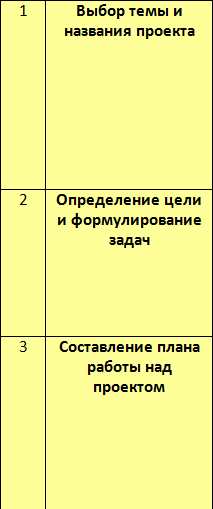 1 Выбор темы и
названия проекта
2 Определение цели
и формулирование
задач
3 Составление плана
работы над
проектом